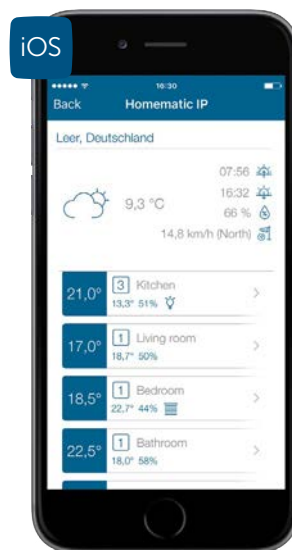 iOS
10:30
Back Homematic IP
Leer, Deutschland
07:56
16:32
9,3 °C
66 %
14,8 km/h (North)
21,0°
3 Kitchen
13,3° 51%
17,0°
1 Living room
18,7° 50%
18,5°
1 Bedroom
22,7° 44%
22,5°
1 Bathroom
18,0° 58%